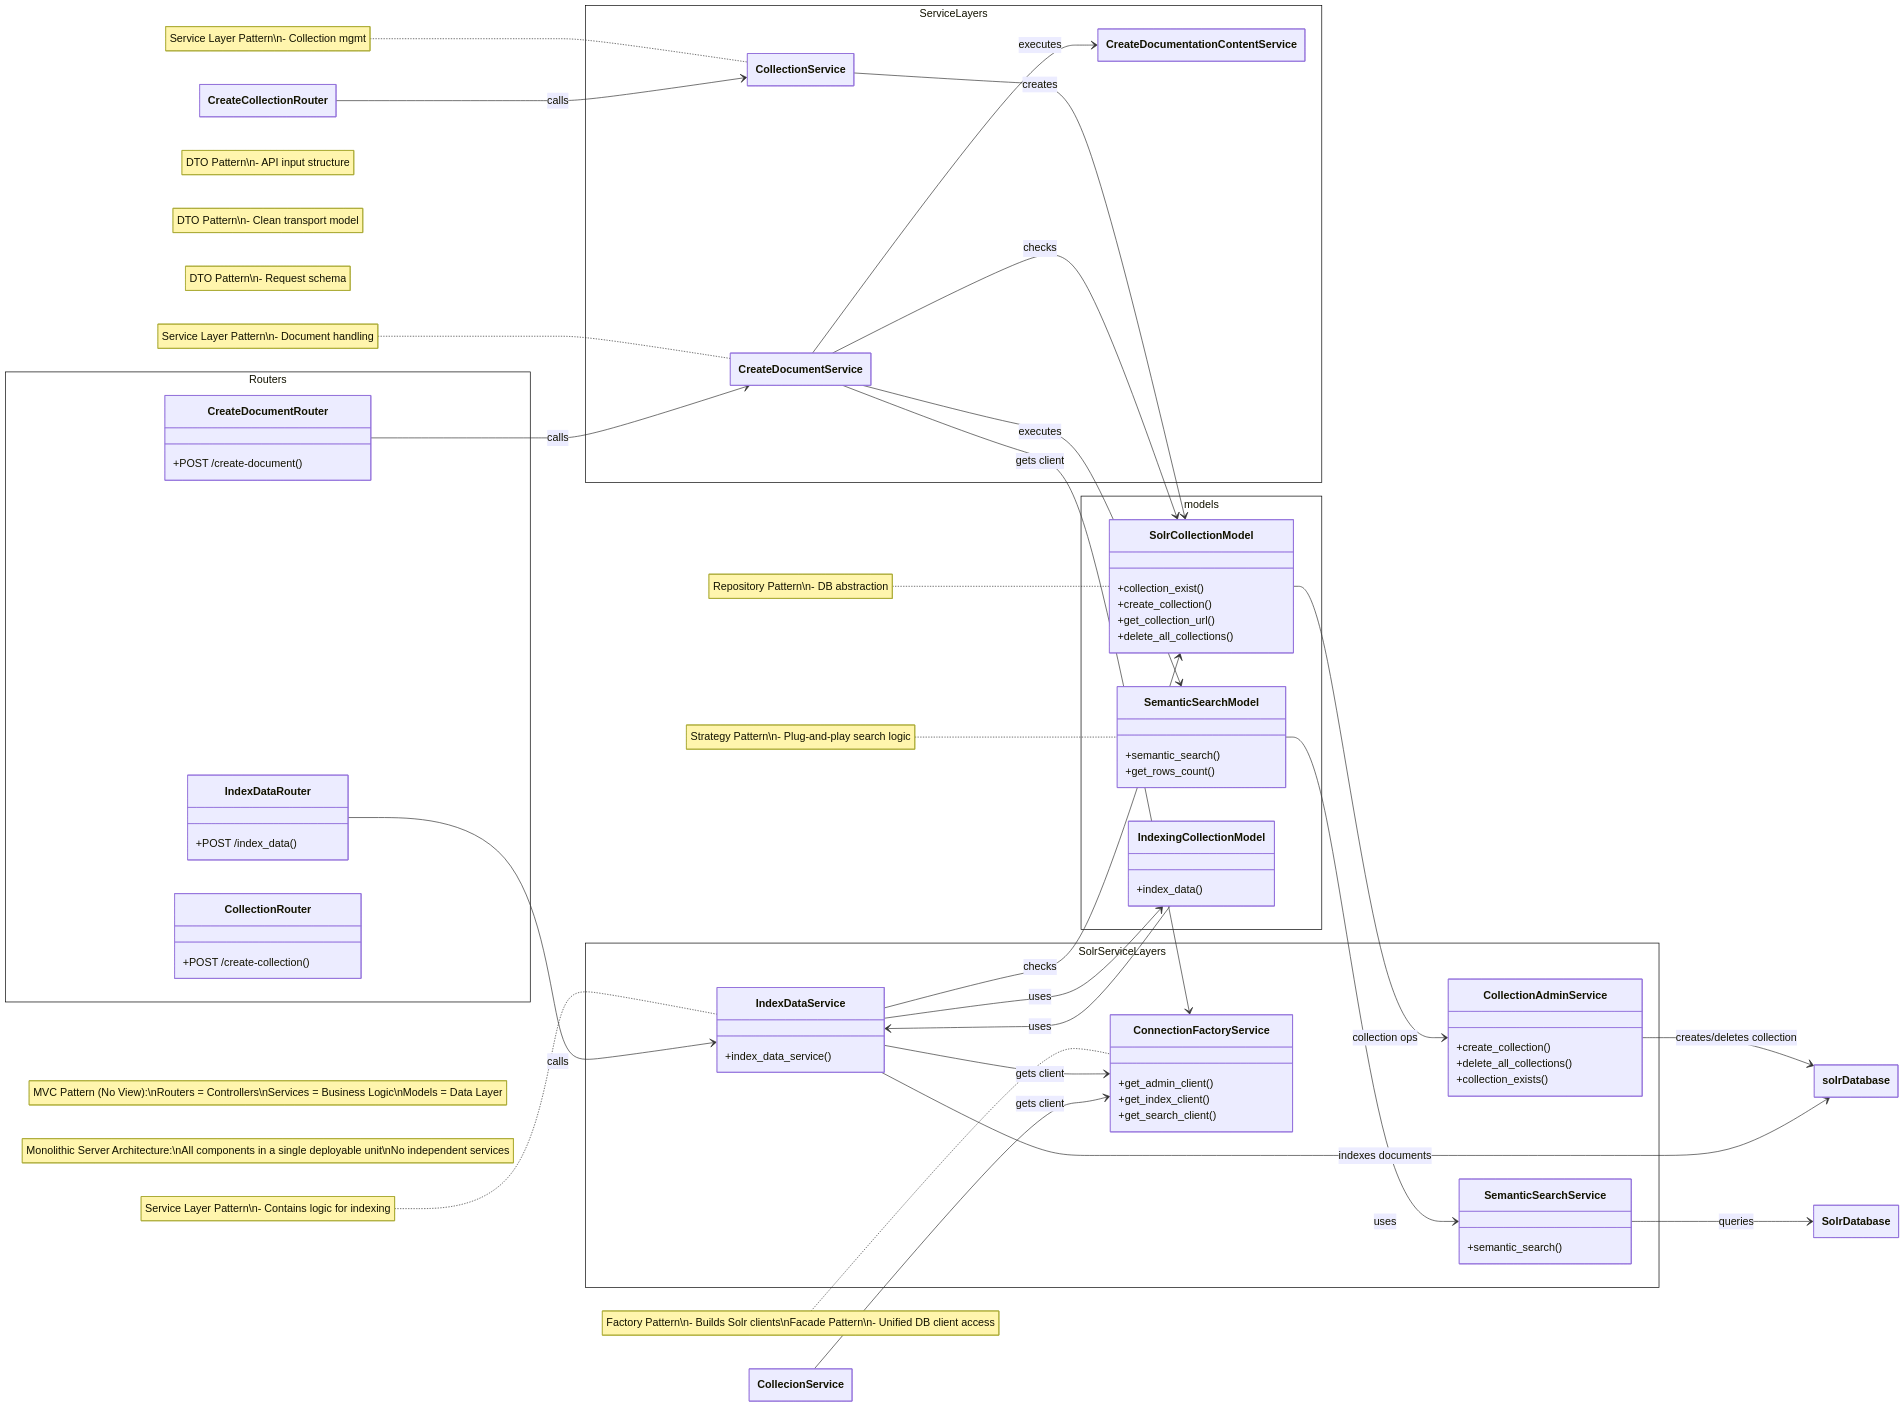 ServiceLayers
Service Layer Pattern\n- Collection mgmt
CollectionService
executes
CreateDocumentationContentService
CreateCollectionRouter
calls
creates
DTO Pattern\n- API input structure
DTO Pattern\n- Clean transport model
checks
DTO Pattern\n- Request schema
Service Layer Pattern\n- Document handling
CreateDocumentService
Routers
CreateDocumentRouter
+POST /create-document()
calls
executes
gets client
models
SolrCollectionModel
+collection_exist()
+create_collection()
+get_collection_url()
+delete_all_collections()
Repository Pattern\n- DB abstraction
SemanticSearchModel
+semantic_search()
+get_rows_count()
Strategy Pattern\n- Plug-and-play search logic
IndexDataRouter
+POST /index_data()
IndexingCollectionModel
+index_data()
CollectionRouter
+POST /create-collection()
SolrServiceLayers
checks
uses
uses
IndexDataService
+index_data_service()
calls
gets client
gets client
ConnectionFactoryService
+get_admin_client()
+get_index_client()
+get_search_client()
collection ops
CollectionAdminService
+create_collection()
+delete_all_collections()
+collection_exists()
creates/deletes collection
solrDatabase
MVC Pattern (No View):\nRouters = Controllers\nServices = Business Logic\nModels = Data Layer
Monolithic Server Architecture:\nAll components in a single deployable unit\nNo independent services
indexes documents
Service Layer Pattern\n- Contains logic for indexing
uses
SemanticSearchService
+semantic_search()
queries
SolrDatabase
Factory Pattern\n- Builds Solr clients\nFacade Pattern\n- Unified DB client access
CollecionService